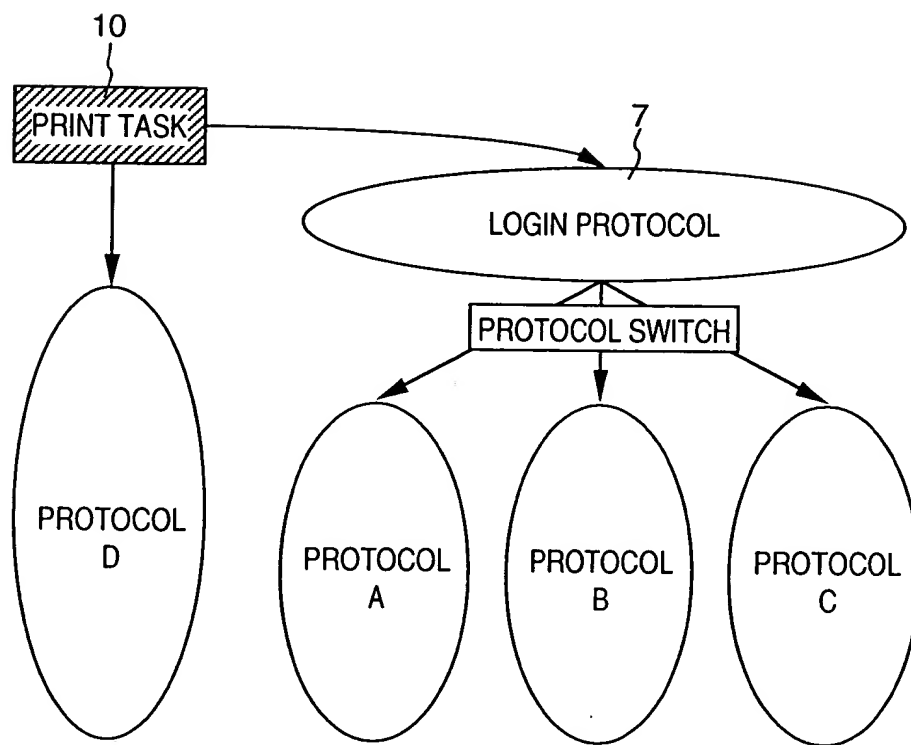 10
PRINT TASK
7
LOGIN PROTOCOL
PROTOCOL SWITCH
PROTOCOL
D
PROTOCOL
A
PROTOCOL
B
PROTOCOL
C